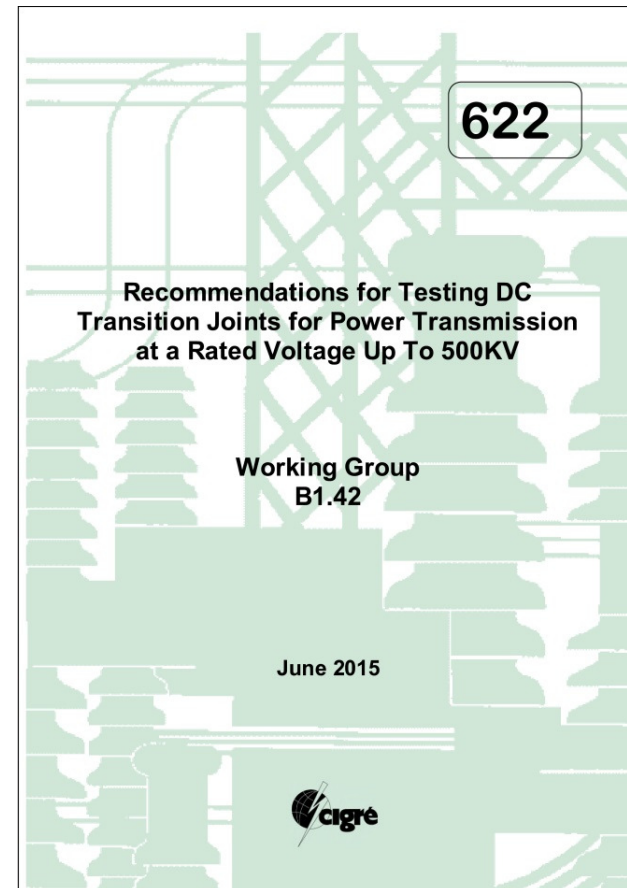 622
Recommendations for Testing DC
Transition Joints for Power Transmission
at a Rated Voltage Up To 500KV
Working Group
B1.42
June 2015
cigré